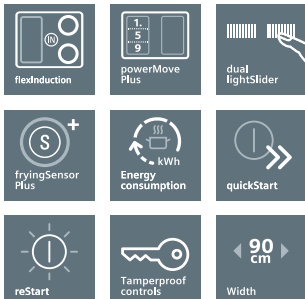 IN
flexInduction
1.
5
9
powerMove
Plus
dual
lightSlider
S
+
fryingSensor
Plus
kWh
Energy
consumption
quickStart
reStart
Tamperproof
controls
90
cm
Width